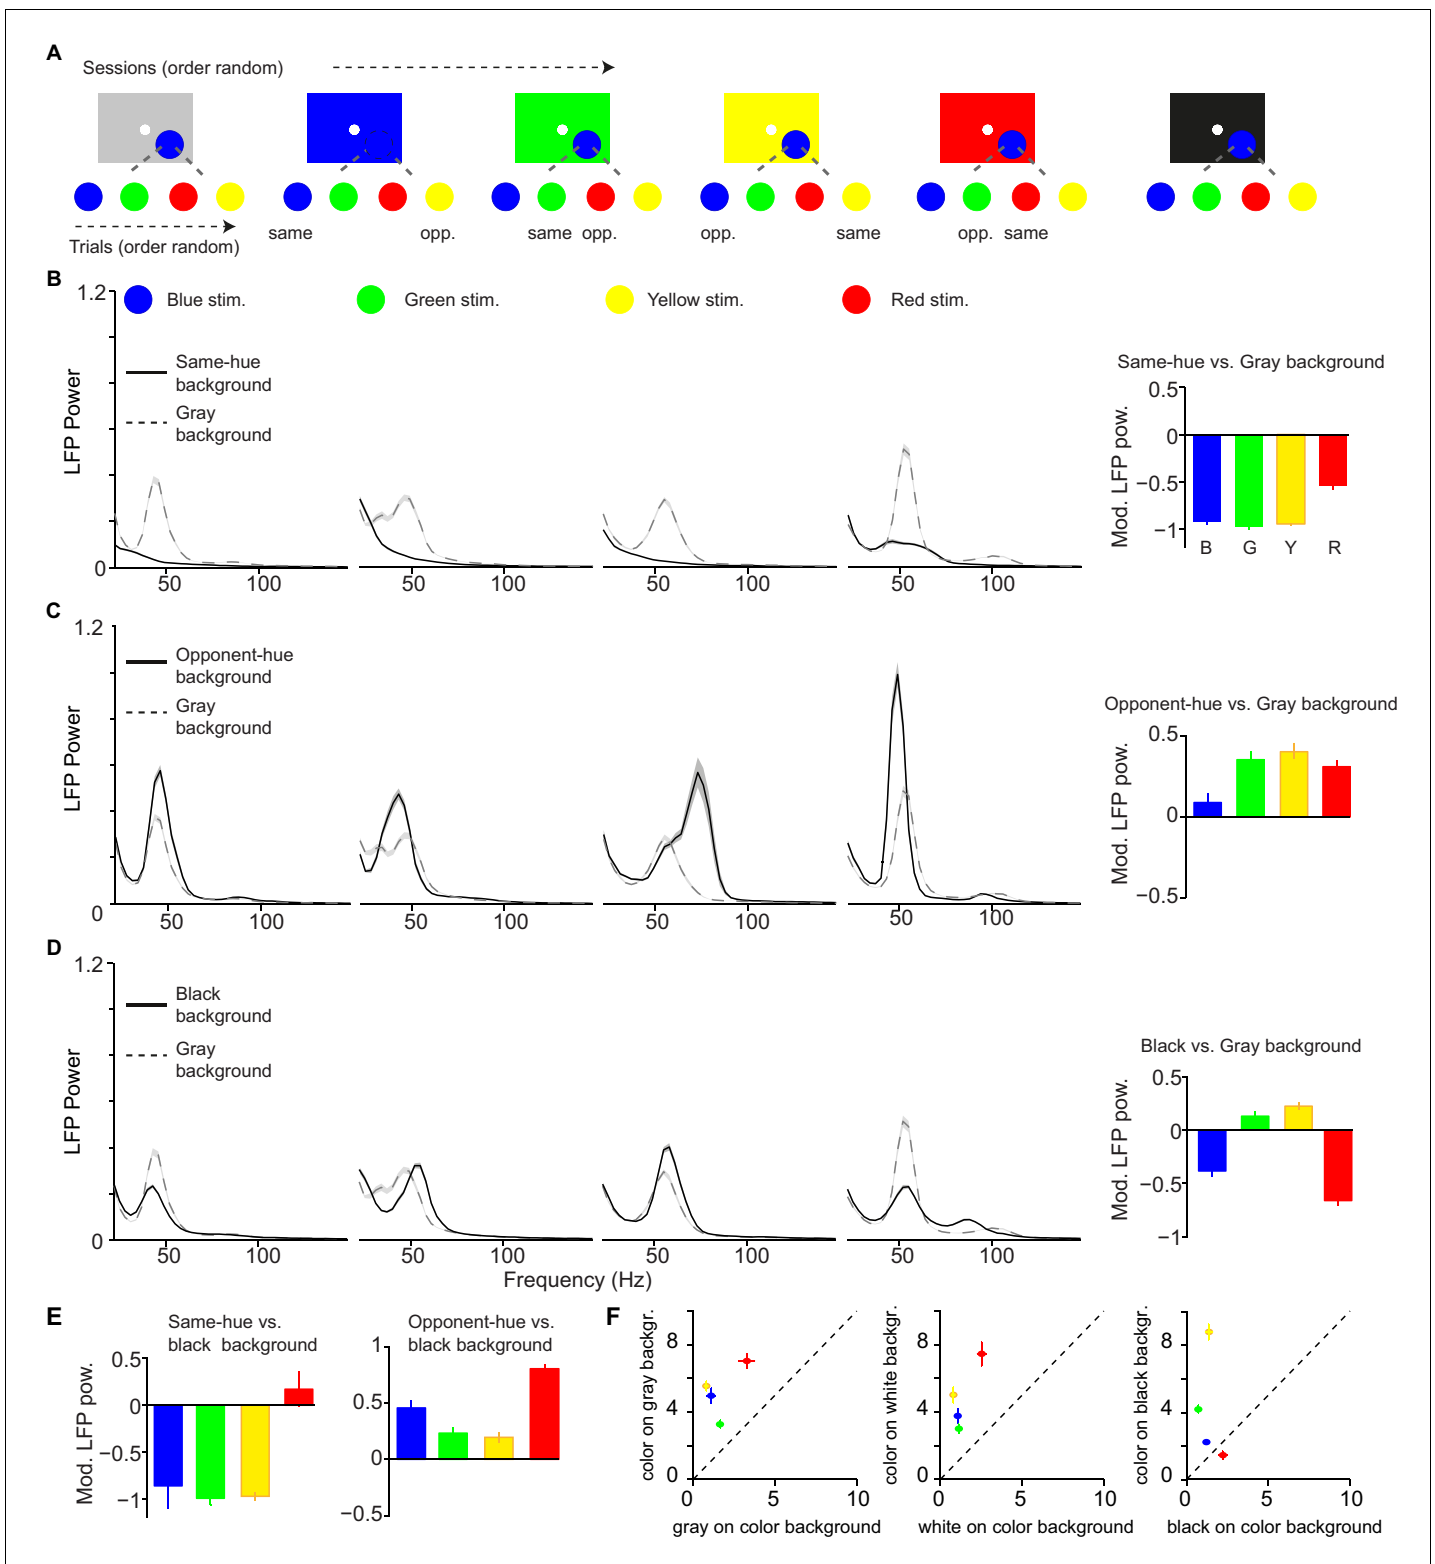 A
Sessions (order random)
same
opp.
same opp.
opp.
same
opp. same
Trials (order random)
B
1.2
Blue stim.
Green stim.
Yellow stim.
Red stim.
Same-hue
background
Gray
background
LFP Power
0
50
100
50
100
50
100
50
100
Same-hue vs. Gray background
Mod. LFP pow.
0.5
0
−0.5
−1
B
G
Y
R
C
1.2
Opponent-hue
background
Gray
background
LFP Power
0
50
100
50
100
50
100
50
100
Opponent-hue vs. Gray background
Mod. LFP pow.
0.5
0
−0.5
D
1.2
Black
background
Gray
background
LFP Power
0
50
100
50
100
50
100
50
100
Frequency (Hz)
Black vs. Gray background
Mod. LFP pow.
0.5
0
−0.5
−1
E
Same-hue vs.
black background
Mod. LFP pow.
0.5
0
−0.5
−1
Opponent-hue vs.
black background
1
0.5
0
−0.5
F
color on gray backgr.
8
4
0
0
5
10
gray on color background
color on white backgr.
8
4
0
0
5
10
white on color background
color on black backgr.
8
4
0
0
5
10
black on color background